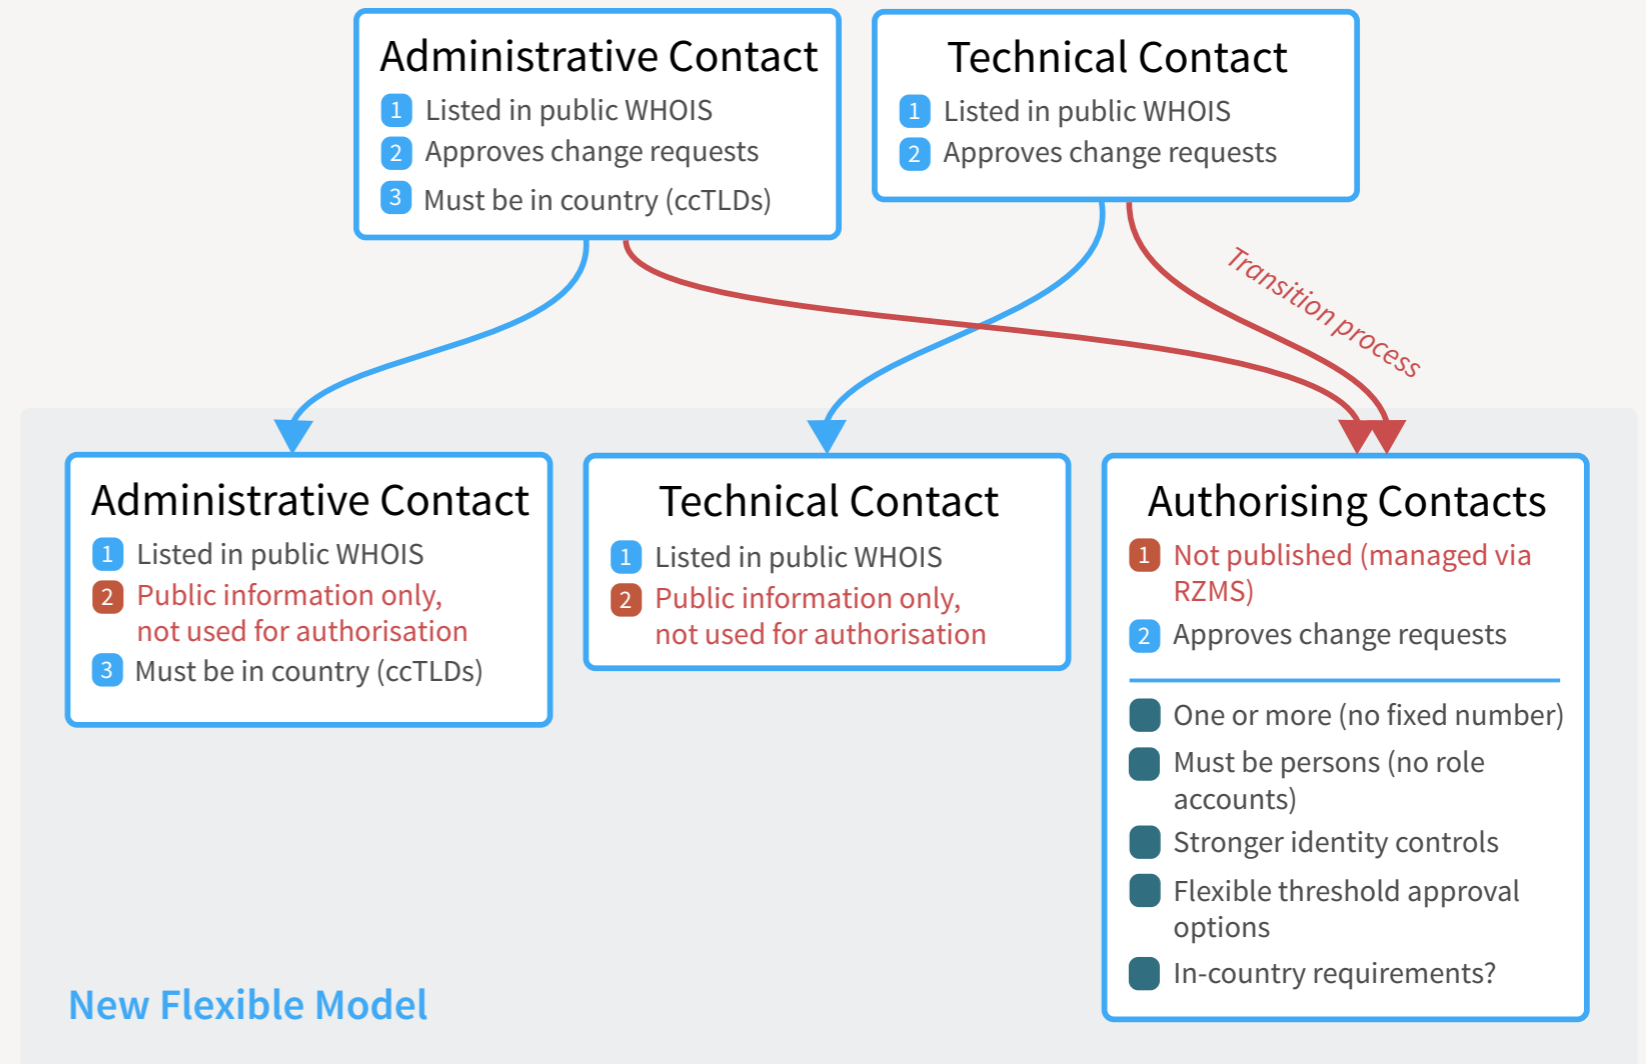 Administrative Contact
1 Listed in public WHOIS
2 Approves change requests
3 Must be in country (ccTLDs)
Technical Contact
1 Listed in public WHOIS
2 Approves change requests
Transition process
Administrative Contact
1 Listed in public WHOIS
2 Public information only,
not used for authorisation
3 Must be in country (ccTLDs)
Technical Contact
1 Listed in public WHOIS
2 Public information only,
not used for authorisation
Authorising Contacts
1 Not published (managed via
RZMS)
2 Approves change requests
One or more (no fixed number)
Must be persons (no role
accounts)
Stronger identity controls
Flexible threshold approval
options
In-country requirements?
New Flexible Model